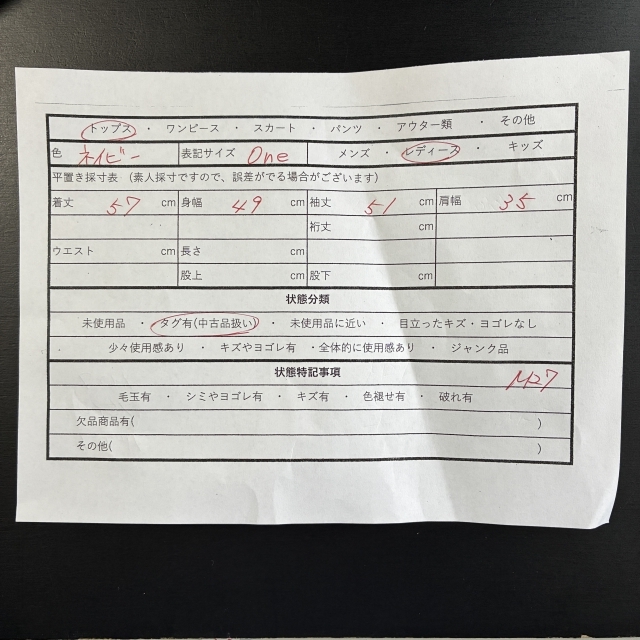 トップス ・ ワンピース ・ スカート ・ パンツ ・ アウター類 ・ その他
色 ネイビー 表記サイズ One メンズ ・ レディース ・ キッズ
平置き採寸表 （素人採寸ですので、誤差がでる場合がございます）
着丈 57 cm 身幅 49 cm 袖丈 51 cm 肩幅 35 cm
裄丈 cm
ウエスト cm 長さ cm
股上 cm 股下 cm
状態分類
未使用品 ・ タグ有(中古品扱い) ・ 未使用品に近い ・ 目立ったキズ・ヨゴレなし
少々使用感あり ・ キズやヨゴレ有 ・全体的に使用感あり ・ ジャンク品
状態特記事項
M27
毛玉有 ・ シミやヨゴレ有 ・ キズ有 ・ 色褪せ有 ・ 破れ有
欠品商品有( )
その他( )